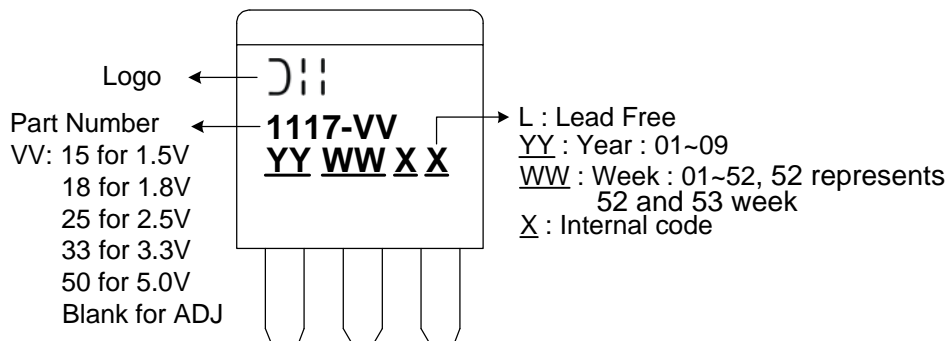 Logo
Part Number
VV: 15 for 1.5V
18 for 1.8V
25 for 2.5V
33 for 3.3V
50 for 5.0V
Blank for ADJ
1117-VV
YY WW X X
L : Lead Free
YY : Year : 01~09
WW : Week : 01~52, 52 represents
52 and 53 week
X : Internal code